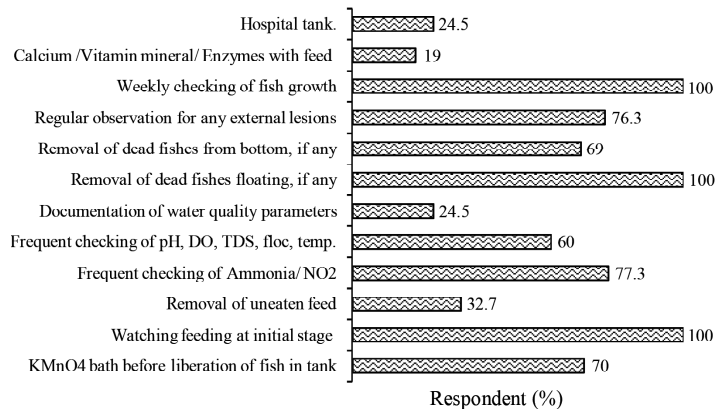 Hospital tank. 24.5
Calcium /Vitamin mineral/ Enzymes with feed 19
Weekly checking of fish growth 100
Regular observation for any external lesions 76.3
Removal of dead fishes from bottom, if any 69
Removal of dead fishes floating, if any 100
Documentation of water quality parameters 24.5
Frequent checking of pH, DO, TDS, floc, temp. 60
Frequent checking of Ammonia/ NO2 77.3
Removal of uneaten feed 32.7
Watching feeding at initial stage 100
KMnO4 bath before liberation of fish in tank 70
Respondent (%)